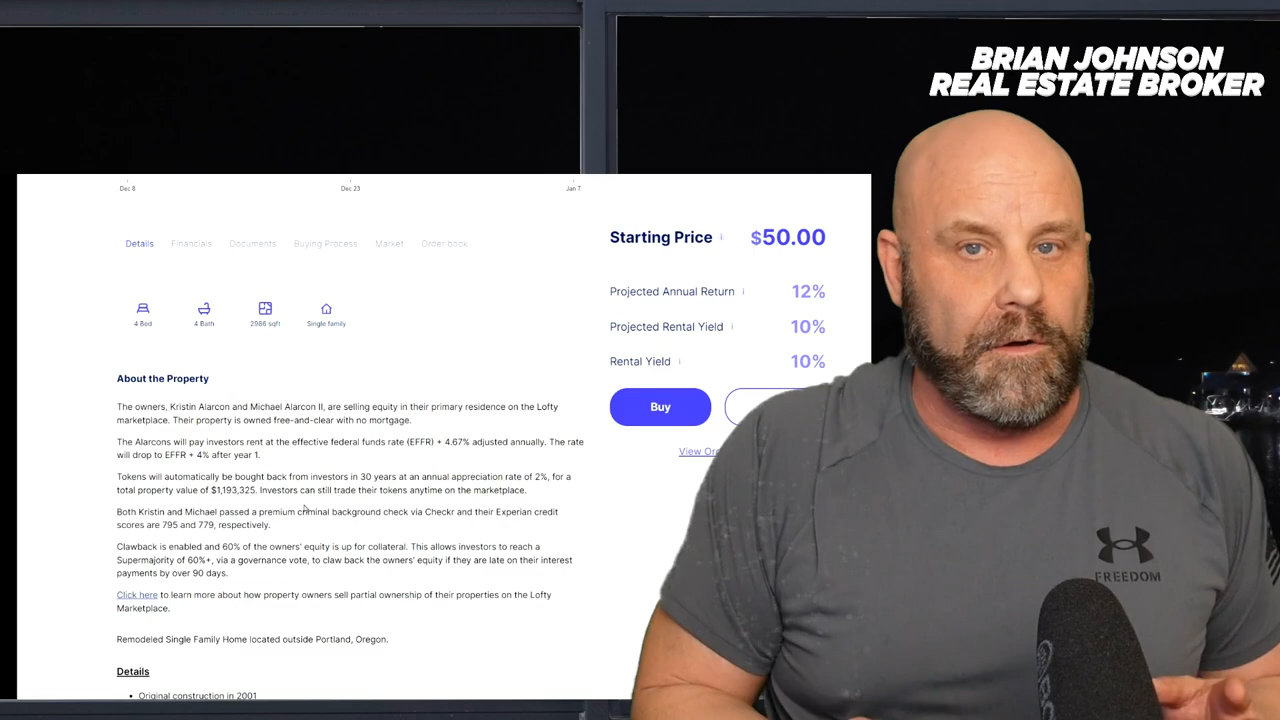 BRIAN JOHNSON
REAL ESTATE BROKER
Dec 8
Dec 23
Jan 7
Details
Financials
Documents
Buying Process
Market
Order book
4 Bed
4 Bath
2986 sqft
Single family
About the Property
The owners, Kristin Alarcon and Michael Alarcon II, are selling equity in their primary residence on the Lofty
marketplace. Their property is owned free-and-clear with no mortgage.
The Alarcons will pay investors rent at the effective federal funds rate (EFFR) + 4.67% adjusted annually. The rate
will drop to EFFR + 4% after year 1.
Tokens will automatically be bought back from investors in 30 years at an annual appreciation rate of 2%, for a
total property value of $1,193,325. Investors can still trade their tokens anytime on the marketplace.
Both Kristin and Michael passed a premium criminal background check via Checkr and their Experian credit
scores are 795 and 779, respectively.
Clawback is enabled and 60% of the owners' equity is up for collateral. This allows investors to reach a
Supermajority of 60%+, via a governance vote, to claw back the owners' equity if they are late on their interest
payments by over 90 days.
Click here to learn more about how property owners sell partial ownership of their properties on the Lofty
Marketplace.
Remodeled Single Family Home located outside Portland, Oregon.
Details
• Original construction in 2001
Starting Price $50.00
Projected Annual Return 12%
Projected Rental Yield 10%
Rental Yield 10%
Buy
View Or
FREEDOM